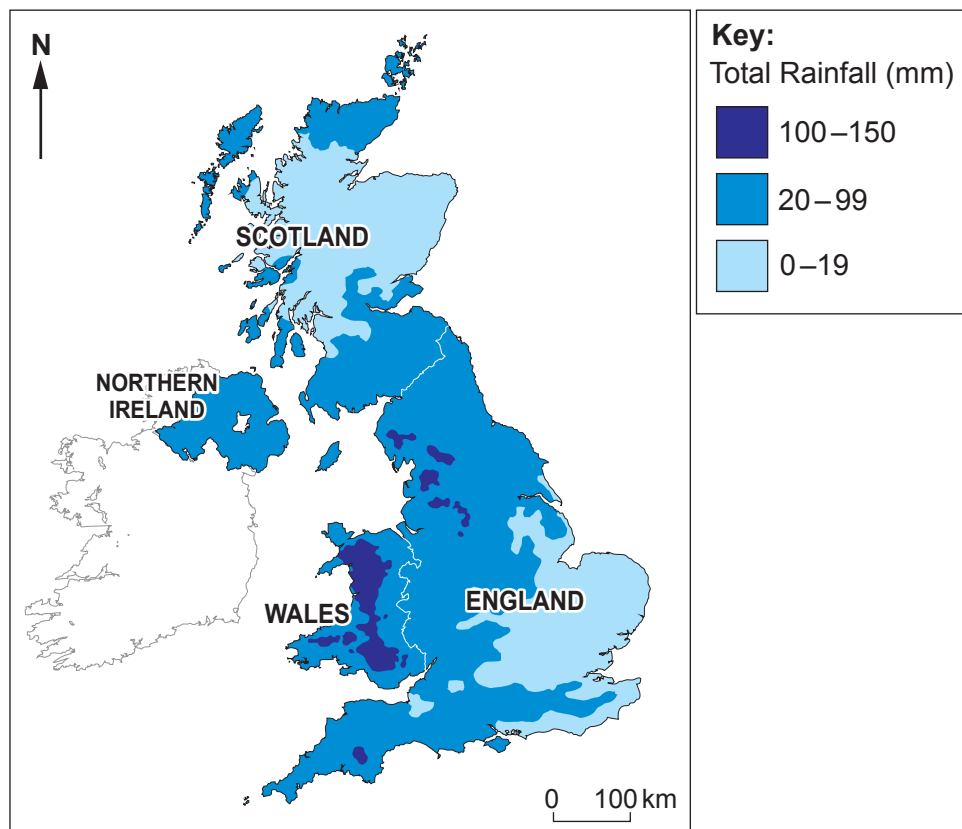 N
SCOTLAND
NORTHERN
IRELAND
WALES
ENGLAND
0 100 km
Key:
Total Rainfall (mm)
100–150
20–99
0–19